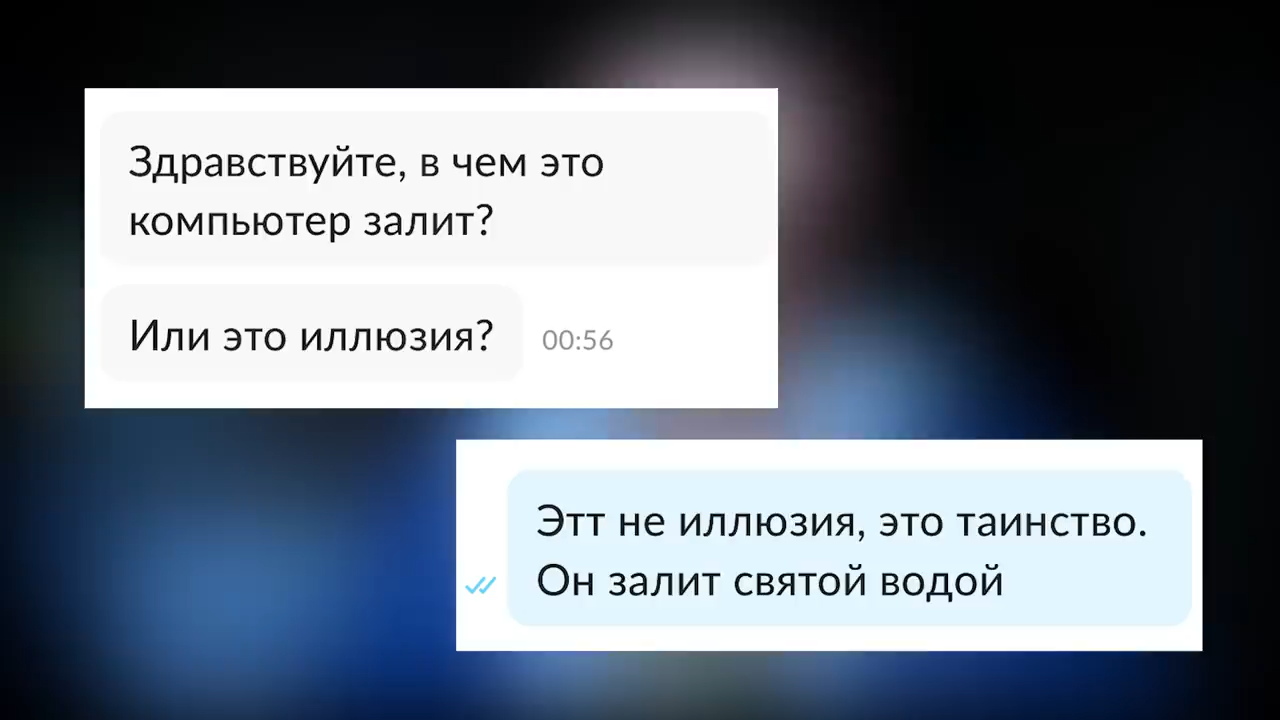 Здравствуйте, в чем это
компьютер залит?
Или это иллюзия?
00:56
Этт не иллюзия, это таинство.
Он залит святой водой